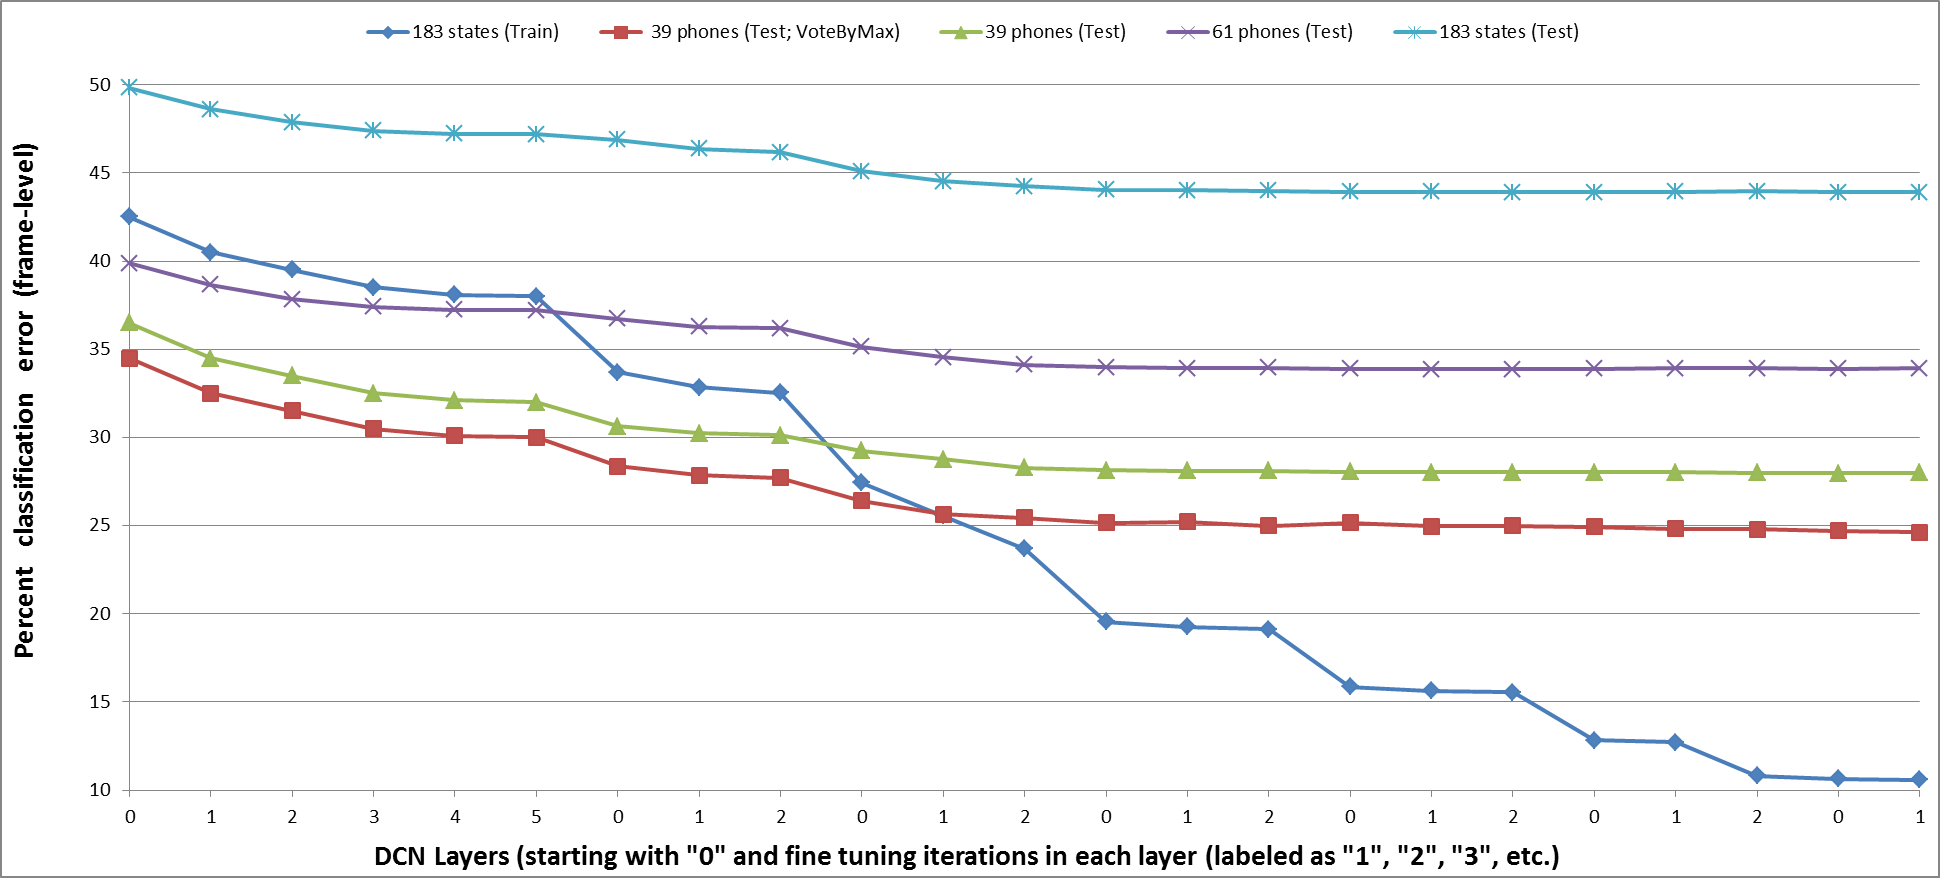 183 states (Train) 39 phones (Test; VoteByMax) 39 phones (Test) 61 phones (Test) 183 states (Test)
Percent classification error (frame-level)
50
45
40
35
30
25
20
15
10
0 1 2 3 4 5 0 1 2 0 1 2 0 1 2 0 1 2 0 1 2 0 1
DCN Layers (starting with "0" and fine tuning iterations in each layer (labeled as "1", "2", "3", etc.)